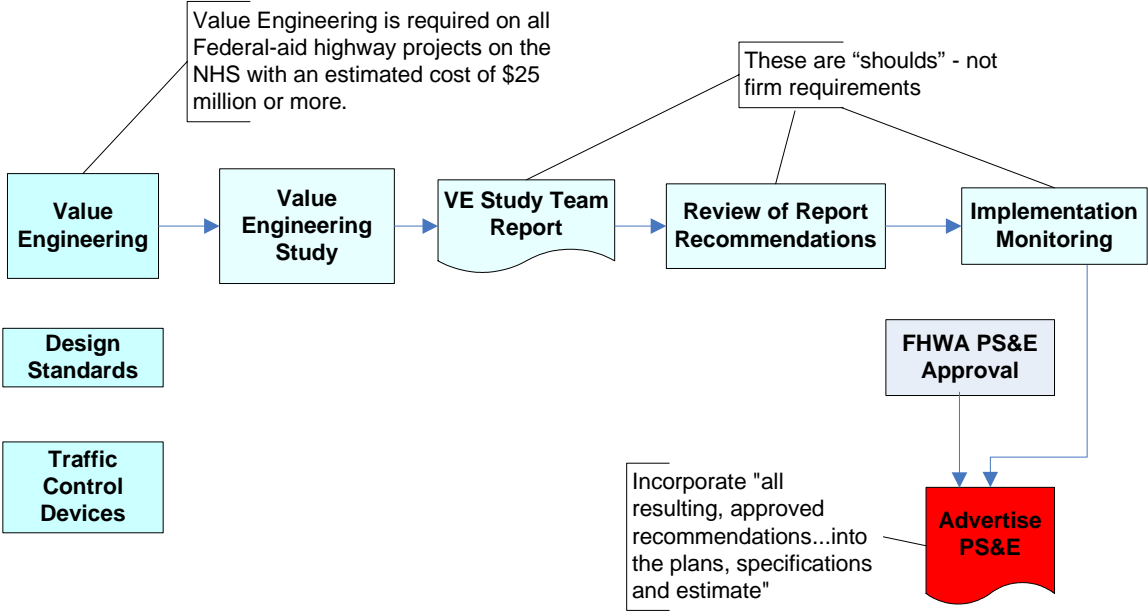 Value Engineering is required on all
Federal-aid highway projects on the
NHS with an estimated cost of $25
million or more.
These are “shoulds” - not
firm requirements
Value
Engineering
Value
Engineering
Study
VE Study Team
Report
Review of Report
Recommendations
Implementation
Monitoring
Design
Standards
FHWA PS&E
Approval
Traffic
Control
Devices
Incorporate "all
resulting, approved
recommendations...into
the plans, specifications
and estimate"
Advertise
PS&E